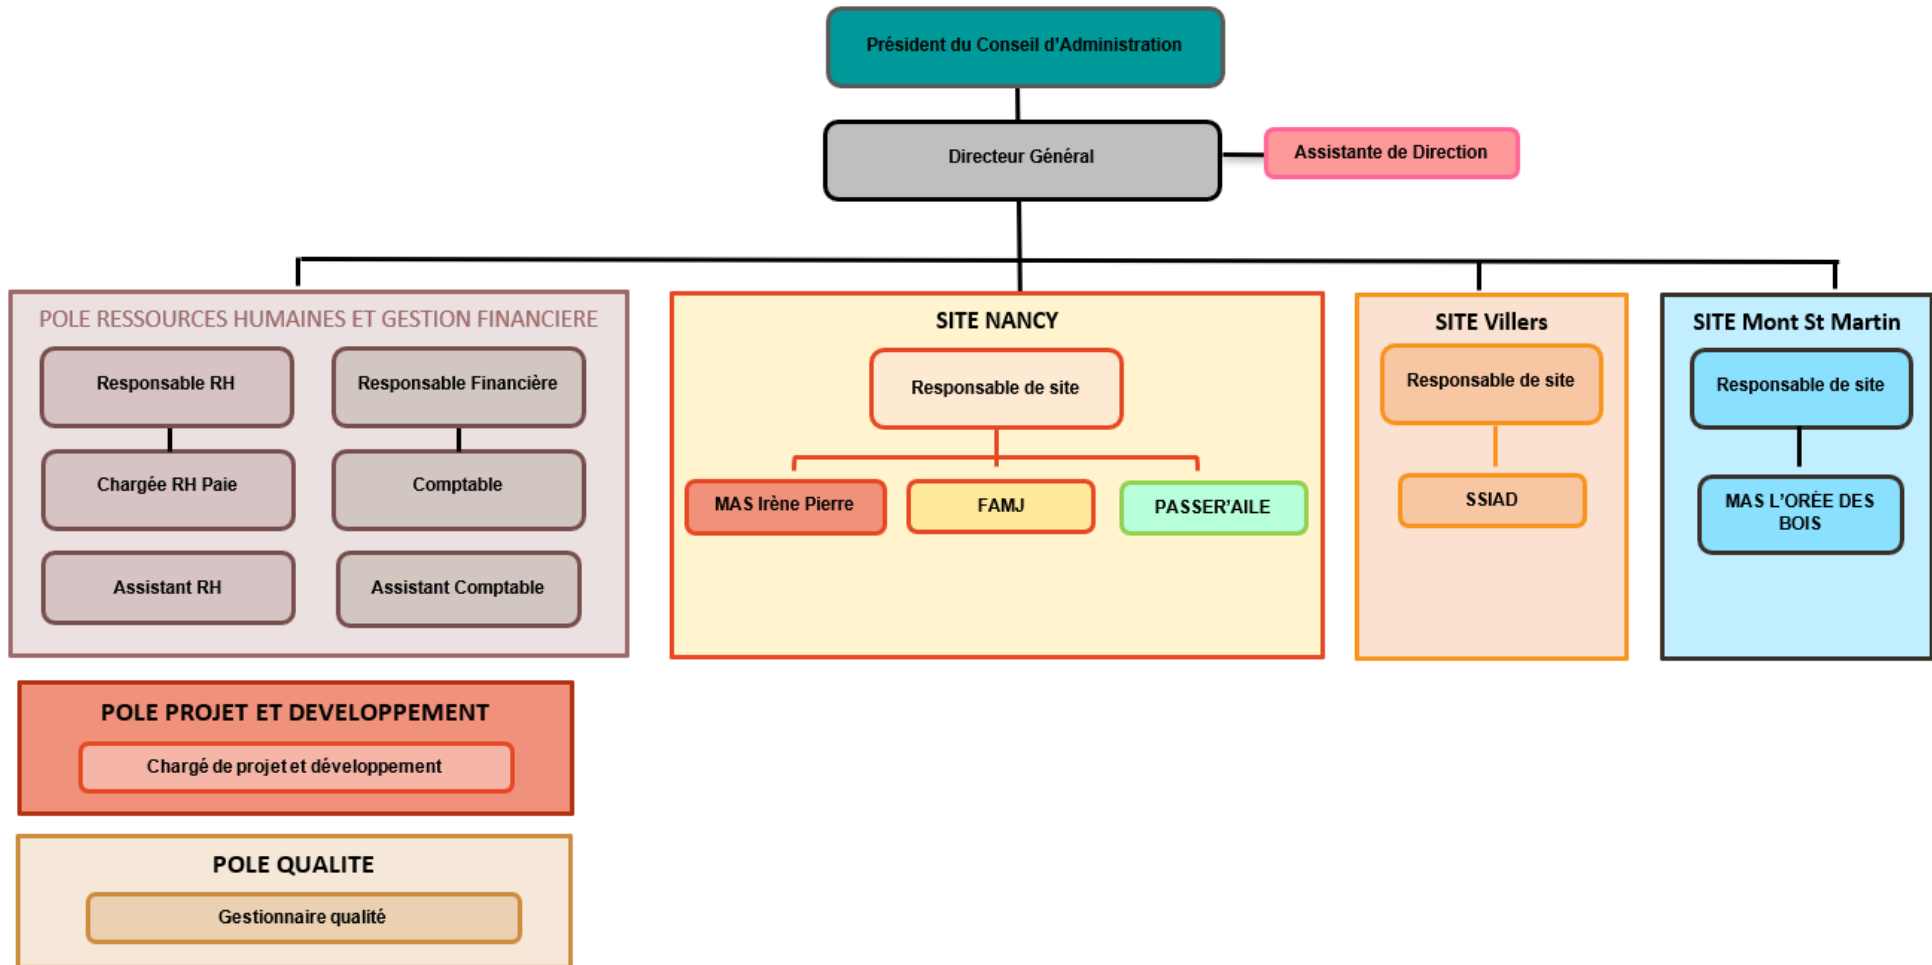 Président du Conseil d'Administration
Directeur Général
Assistante de Direction
POLE RESSOURCES HUMAINES ET GESTION FINANCIERE
Responsable RH
Responsable Financière
Chargée RH Paie
Comptable
Assistant RH
Assistant Comptable
SITE NANCY
Responsable de site
MAS Irène Pierre
FAMJ
PASSER'AILE
SITE Villers
Responsable de site
SSIAD
SITE Mont St Martin
Responsable de site
MAS L'ORÉE DES
BOIS
POLE PROJET ET DEVELOPPEMENT
Chargé de projet et développement
POLE QUALITE
Gestionnaire qualité